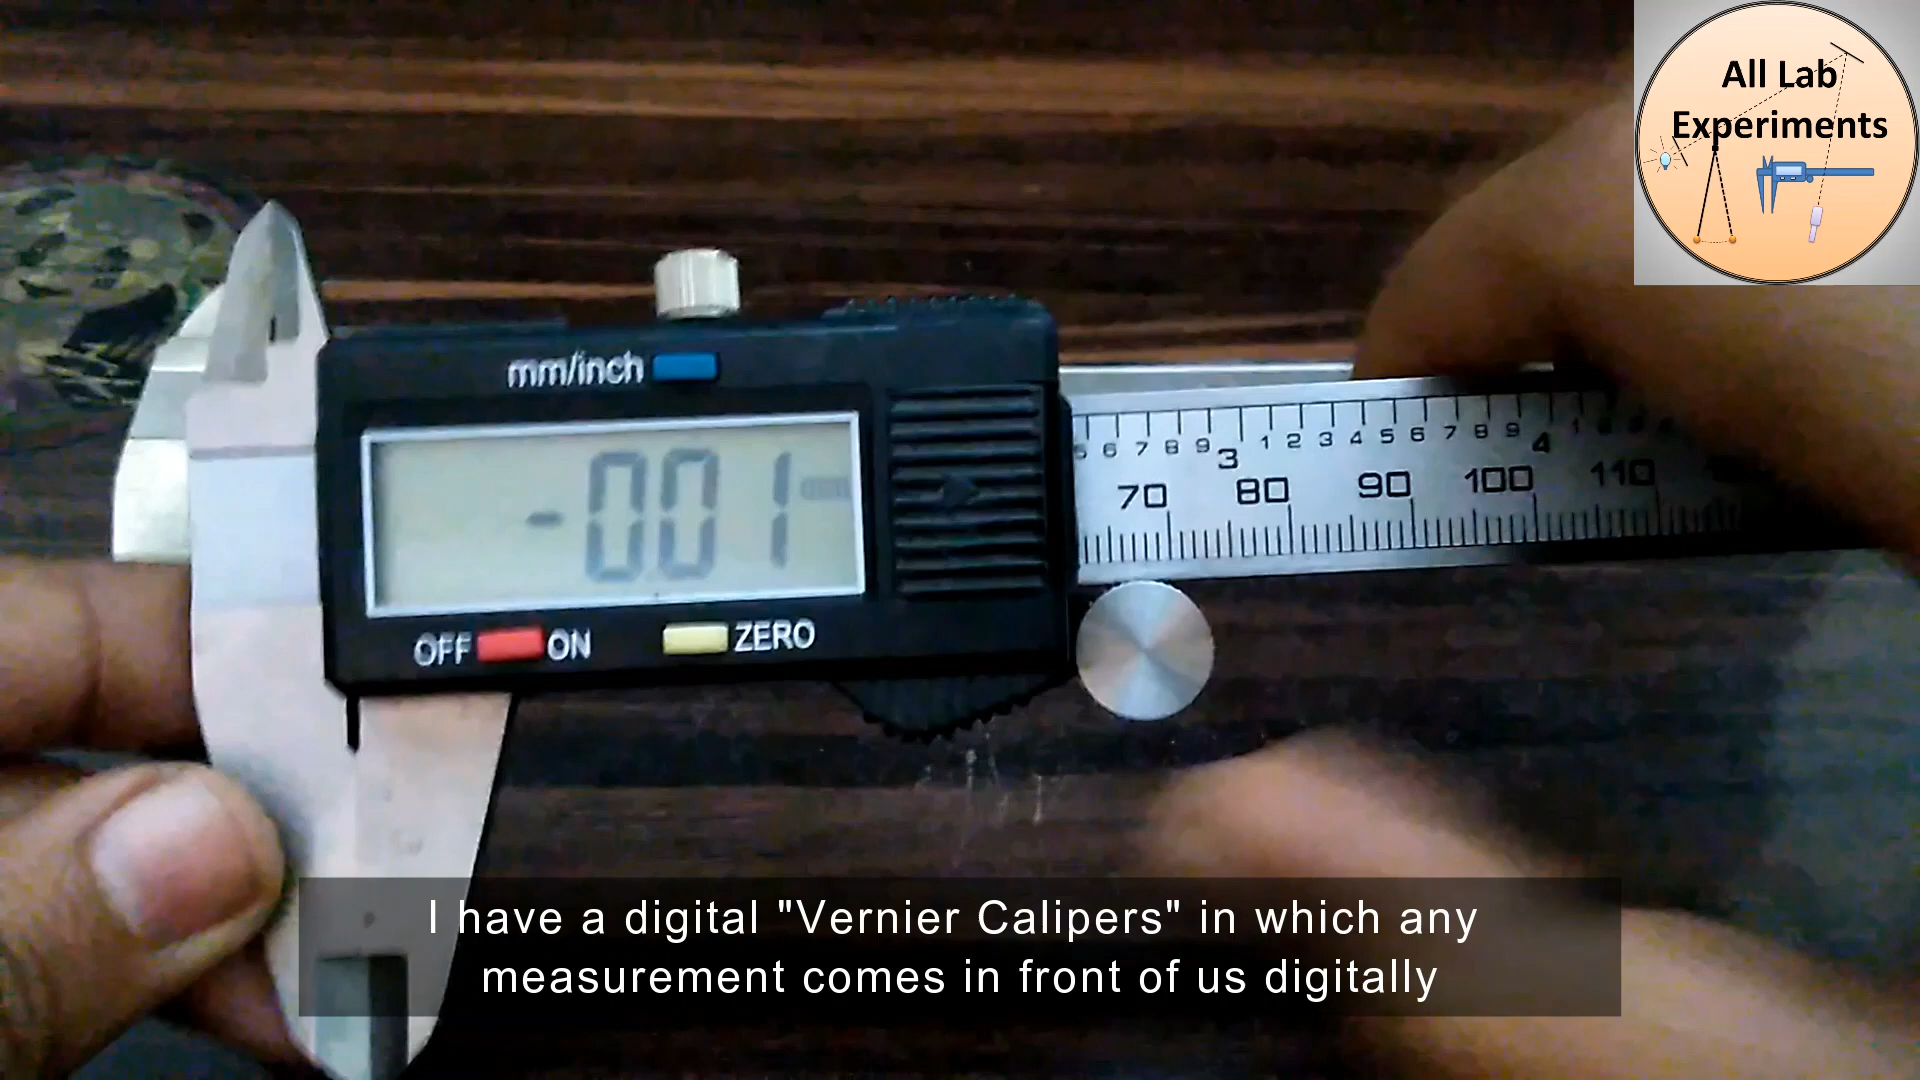 All Lab
Experiments
mm/inch
-0.01
OFF ON ZERO
5 6 7 8 9 3 1 2 3 4 5 6 7 8 9 4 1
70 80 90 100 110
I have a digital "Vernier Calipers" in which any
measurement comes in front of us digitally